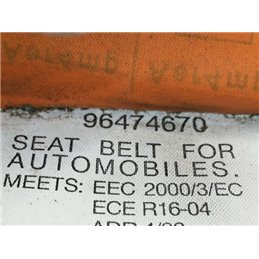 96474670
SEAT BELT FOR
AUTOMOBILES.
MEETS: EEC 2000/3/EC
ECE R16-04